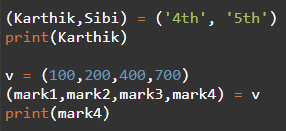 (Karthik,Sibi) = ('4th', '5th')
print(Karthik)
v = (100,200,400,700)
(mark1,mark2,mark3,mark4) = v
print(mark4)